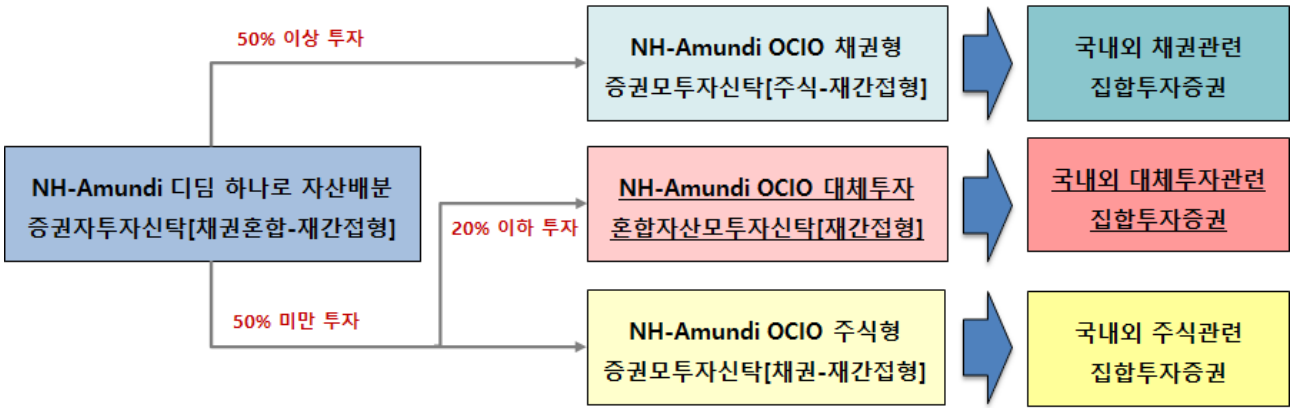 50% 이상 투자
NH-Amundi OCIO 채권형
증권모투자신탁[주식-재간접형]
국내외 채권관련
집합투자증권
NH-Amundi 디딤 하나로 자산배분
증권자투자신탁[채권혼합-재간접형]
20% 이하 투자
NH-Amundi OCIO 대체투자
혼합자산모투자신탁[재간접형]
국내외 대체투자관련
집합투자증권
50% 미만 투자
NH-Amundi OCIO 주식형
증권모투자신탁[채권-재간접형]
국내외 주식관련
집합투자증권